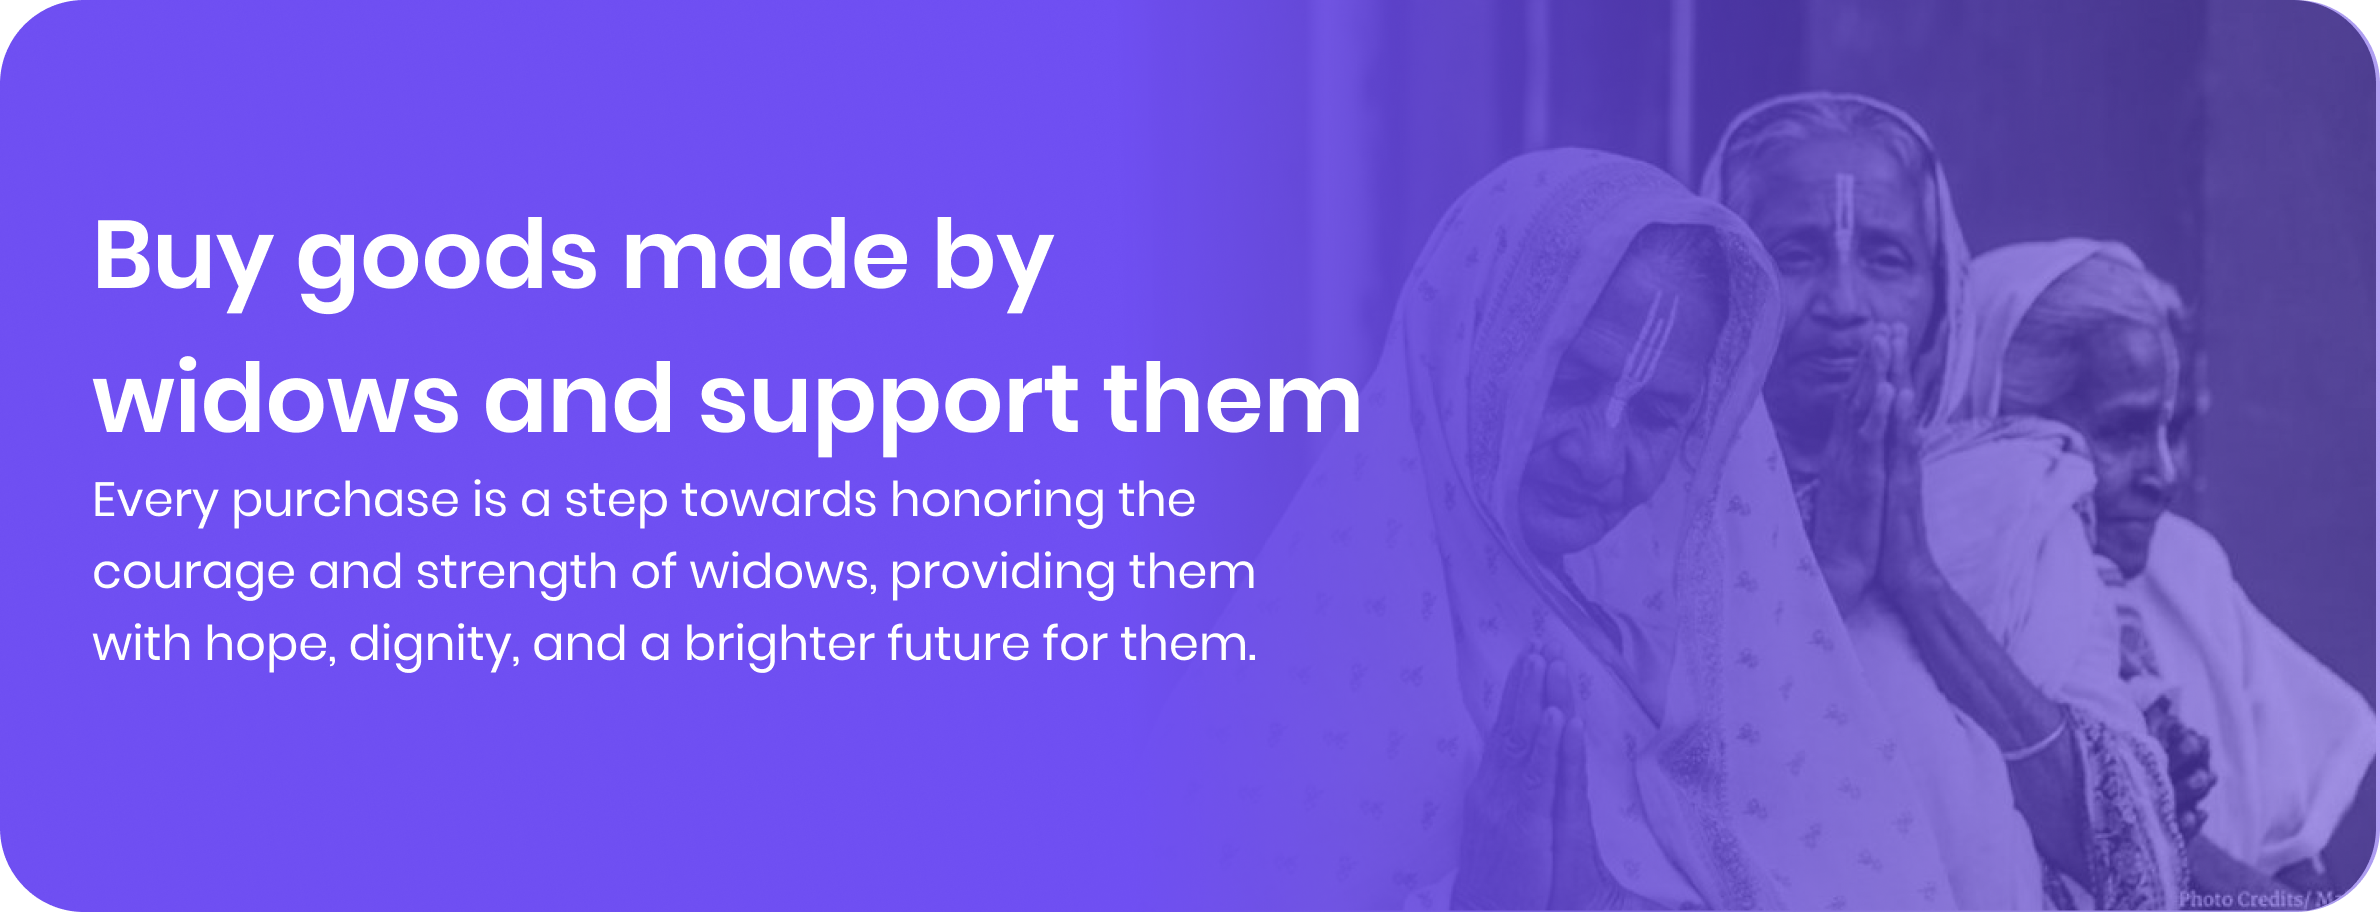 Buy goods made by
widows and support them
Every purchase is a step towards honoring the
courage and strength of widows, providing them
with hope, dignity, and a brighter future for them.
Photo Credits/